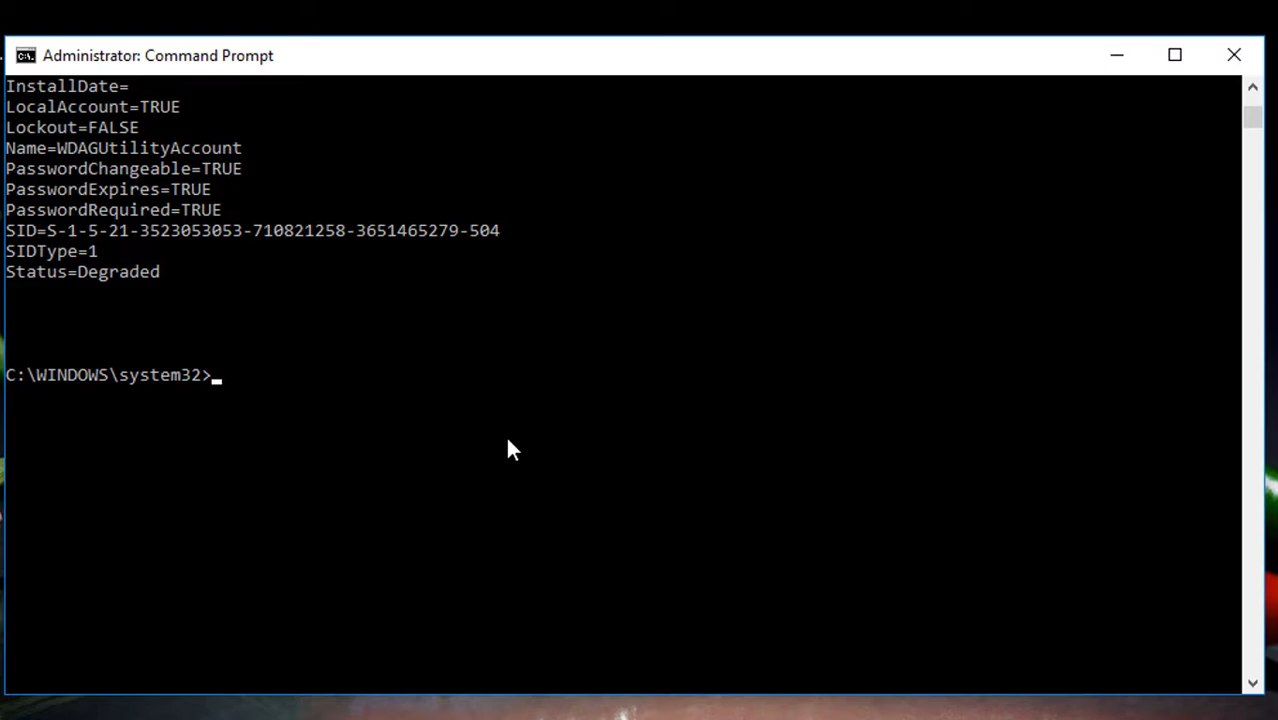 Administrator: Command Prompt
InstallDate=
LocalAccount=TRUE
Lockout=FALSE
Name=WDAGUtilityAccount
PasswordChangeable=TRUE
PasswordExpires=TRUE
PasswordRequired=TRUE
SID=S-1-5-21-3523053053-710821258-3651465279-504
SIDType=1
Status=Degraded
C:\WINDOWS\system32>